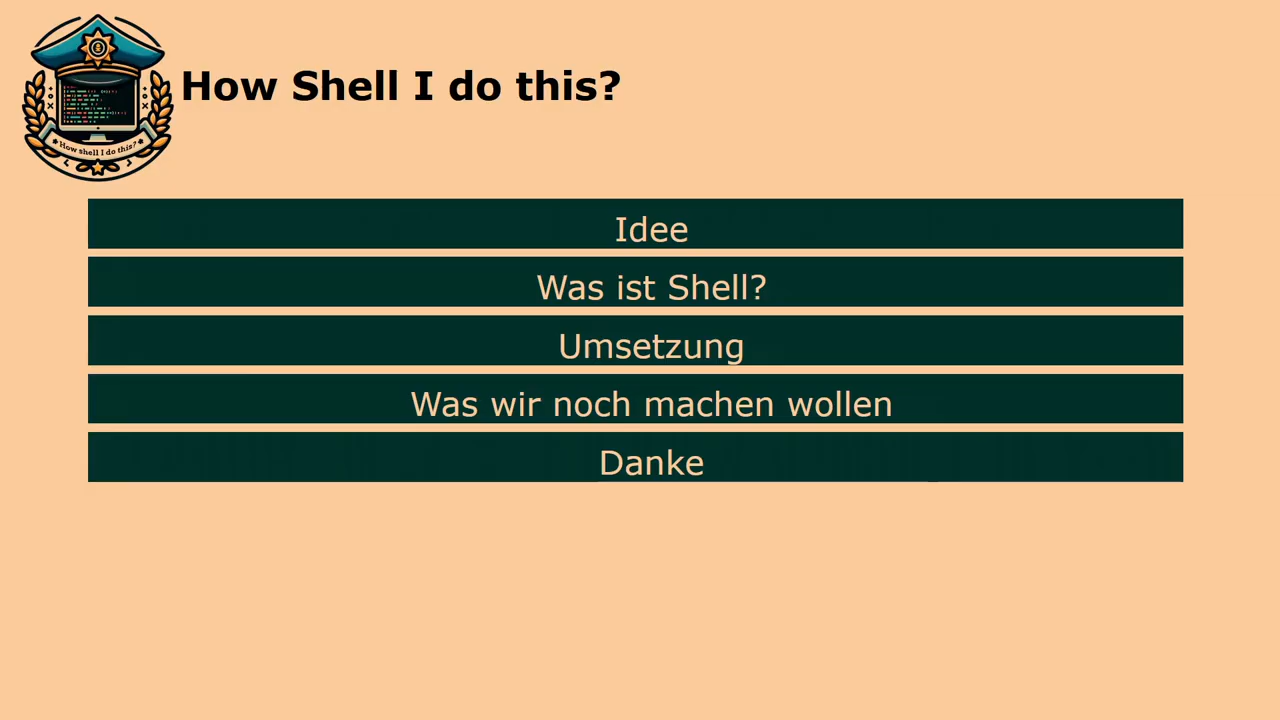 How Shell I do this?
How shell I do this?
Idee
Was ist Shell?
Umsetzung
Was wir noch machen wollen
Danke